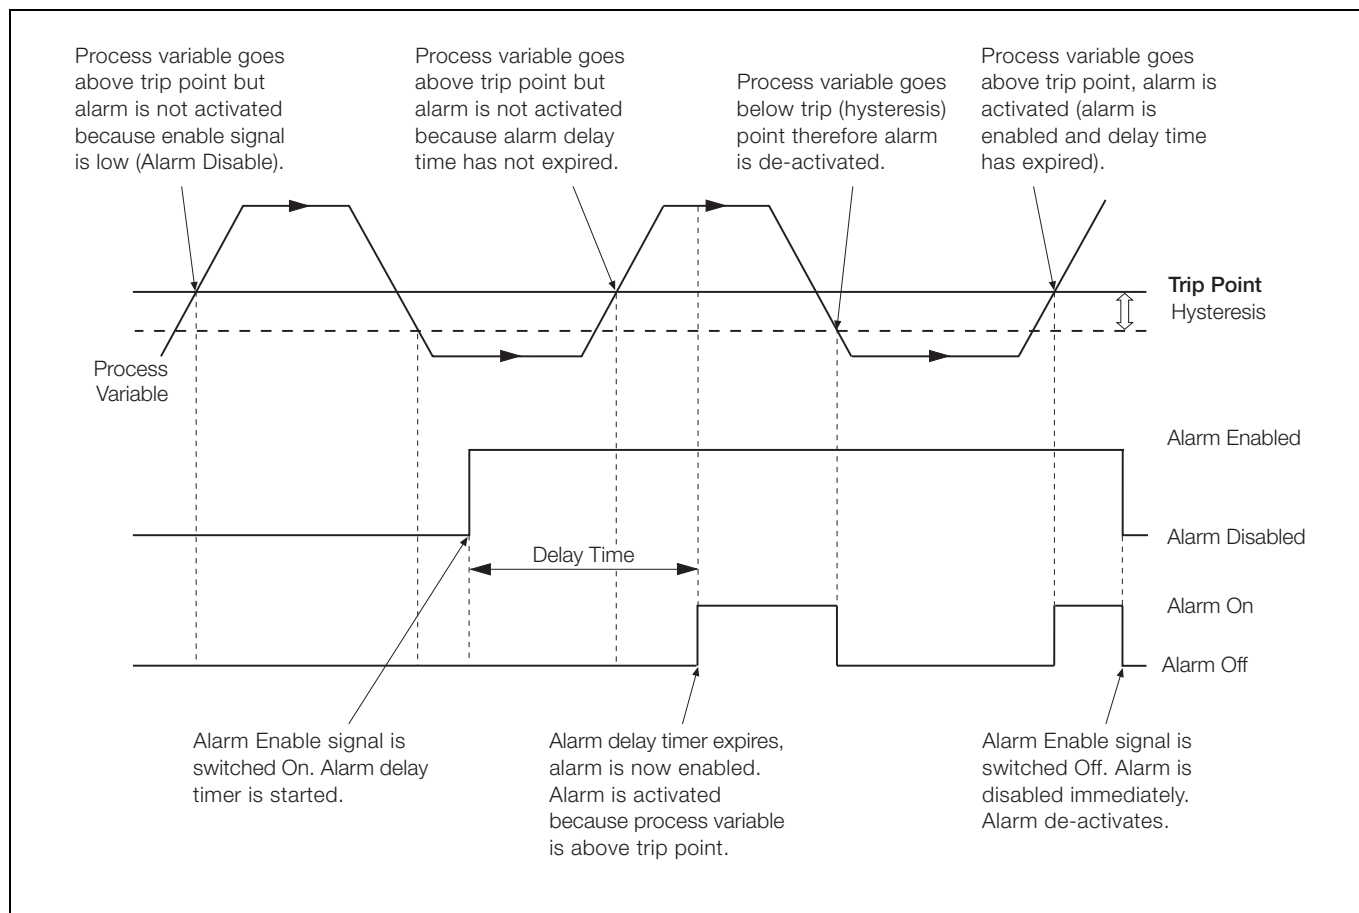 Process variable goes
above trip point but
alarm is not activated
because enable signal
is low (Alarm Disable).
Process variable goes
above trip point but
alarm is not activated
because alarm delay
time has not expired.
Process variable goes
below trip (hysteresis)
point therefore alarm
is de-activated.
Process variable goes
above trip point, alarm is
activated (alarm is
enabled and delay time
has expired).
Trip Point
Hysteresis
Process
Variable
Alarm Enabled
Alarm Disabled
Delay Time
Alarm On
Alarm Off
Alarm Enable signal is
switched On. Alarm delay
timer is started.
Alarm delay timer expires,
alarm is now enabled.
Alarm is activated
because process variable
is above trip point.
Alarm Enable signal is
switched Off. Alarm is
disabled immediately.
Alarm de-activates.